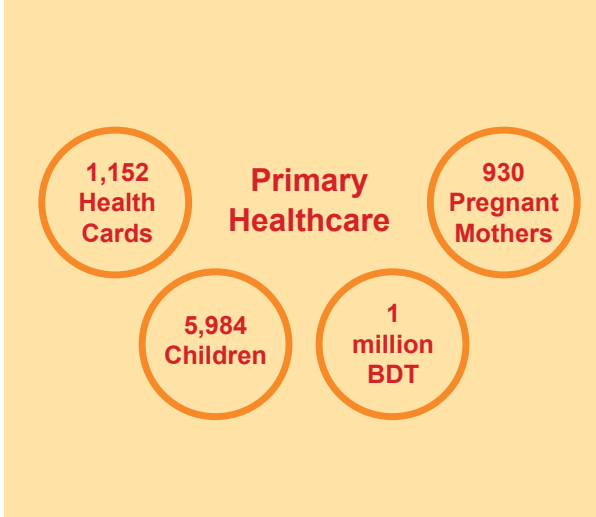 1,152
Health
Cards
Primary
Healthcare
930
Pregnant
Mothers
5,984
Children
1
million
BDT